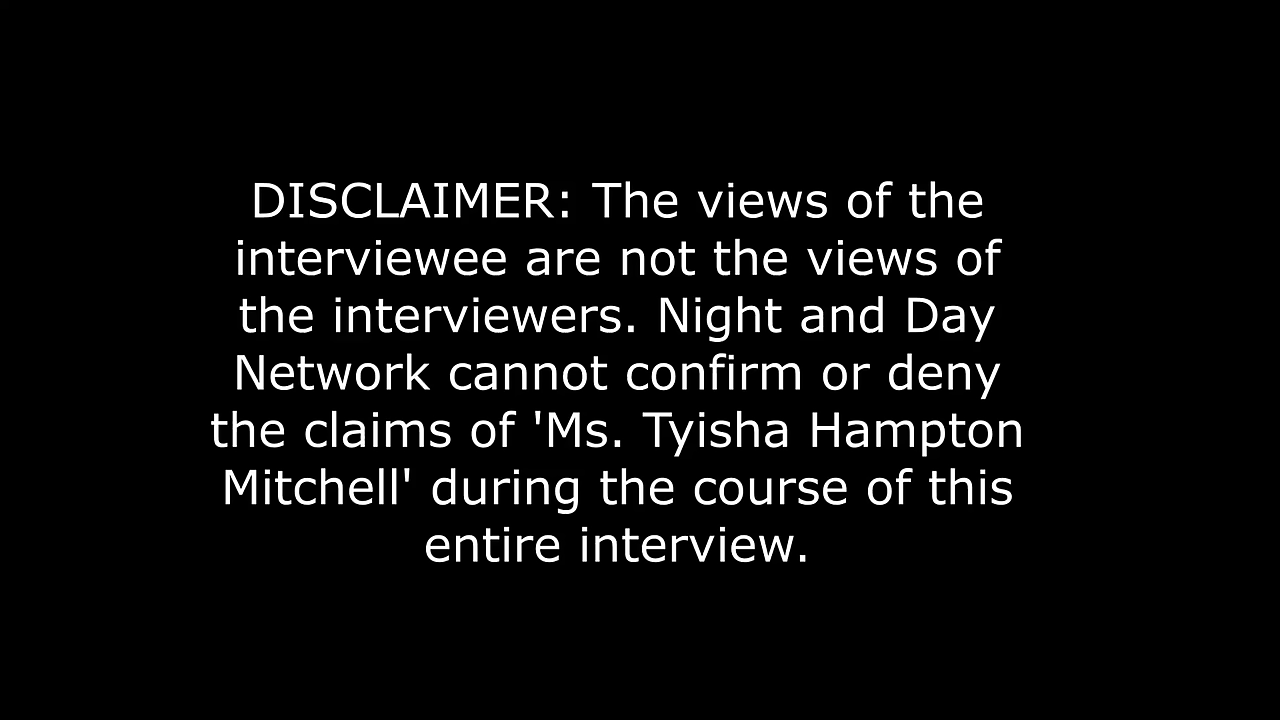 DISCLAIMER: The views of the
interviewee are not the views of
the interviewers. Night and Day
Network cannot confirm or deny
the claims of 'Ms. Tyisha Hampton
Mitchell' during the course of this
entire interview.